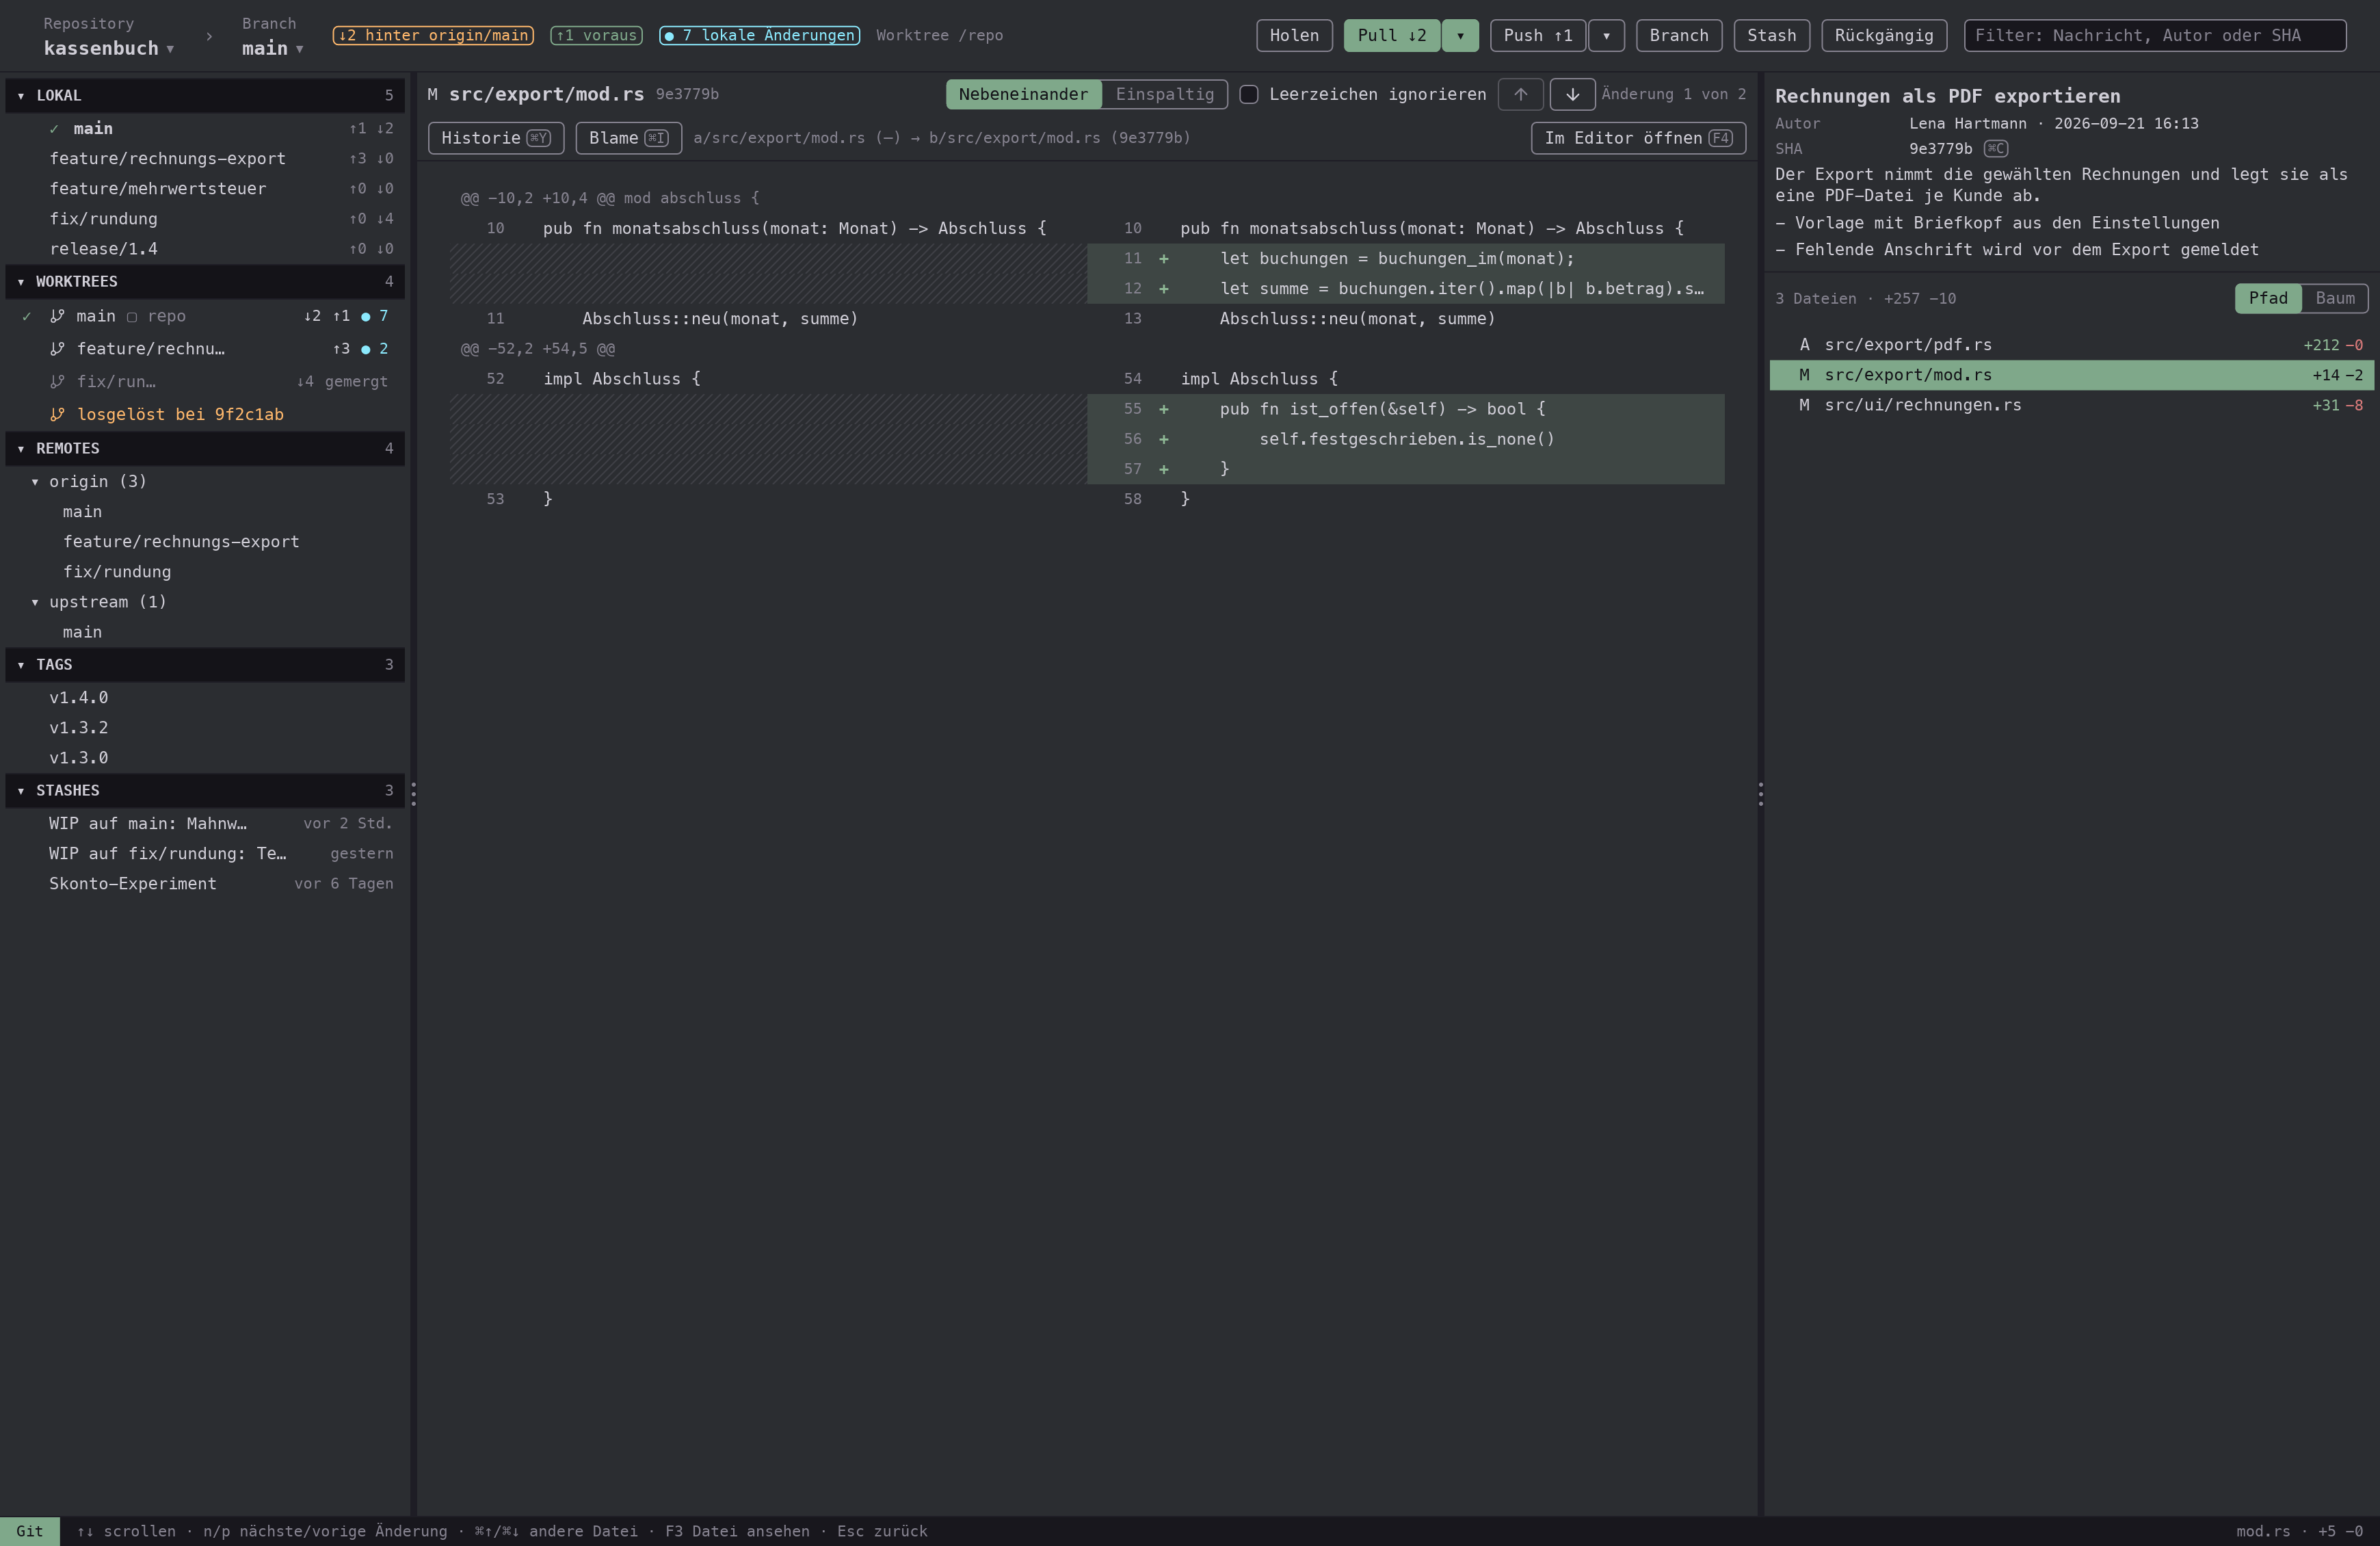 Repository
kassenbuch ▾
›
Branch
main ▾
↓2 hinter origin/main
↑1 voraus
● 7 lokale Änderungen
Worktree /repo
Holen
Pull ↓2 ▾
Push ↑1 ▾
Branch
Stash
Rückgängig
Filter: Nachricht, Autor oder SHA
▾ LOKAL 5
✓ main ↑1 ↓2
feature/rechnungs-export ↑3 ↓0
feature/mehrwertsteuer ↑0 ↓0
fix/rundung ↑0 ↓4
release/1.4 ↑0 ↓0
▾ WORKTREES 4
✓ main ▢ repo ↓2 ↑1 ● 7
feature/rechnu… ↑3 ● 2
fix/run… ↓4 gemergt
losgelöst bei 9f2c1ab
▾ REMOTES 4
▾ origin (3)
main
feature/rechnungs-export
fix/rundung
▾ upstream (1)
main
▾ TAGS 3
v1.4.0
v1.3.2
v1.3.0
▾ STASHES 3
WIP auf main: Mahnw… vor 2 Std.
WIP auf fix/rundung: Te… gestern
Skonto-Experiment vor 6 Tagen
M src/export/mod.rs 9e3779b
Nebeneinander Einspaltig
Leerzeichen ignorieren
↑ ↓ Änderung 1 von 2
Historie ⌘Y
Blame ⌘I
a/src/export/mod.rs (—) → b/src/export/mod.rs (9e3779b)
Im Editor öffnen F4
@@ −10,2 +10,4 @@ mod abschluss {
10 pub fn monatsabschluss(monat: Monat) -> Abschluss { 10 pub fn monatsabschluss(monat: Monat) -> Abschluss {
11 + let buchungen = buchungen_im(monat);
12 + let summe = buchungen.iter().map(|b| b.betrag).s…
11 Abschluss::neu(monat, summe) 13 Abschluss::neu(monat, summe)
@@ −52,2 +54,5 @@
52 impl Abschluss { 54 impl Abschluss {
55 + pub fn ist_offen(&self) -> bool {
56 + self.festgeschrieben.is_none()
57 + }
53 } 58 }
Rechnungen als PDF exportieren
Autor Lena Hartmann · 2026-09-21 16:13
SHA 9e3779b ⌘C
Der Export nimmt die gewählten Rechnungen und legt sie als
eine PDF-Datei je Kunde ab.
– Vorlage mit Briefkopf aus den Einstellungen
– Fehlende Anschrift wird vor dem Export gemeldet
3 Dateien · +257 −10
Pfad Baum
A src/export/pdf.rs +212 −0
M src/export/mod.rs +14 −2
M src/ui/rechnungen.rs +31 −8
Git ↑↓ scrollen · n/p nächste/vorige Änderung · ⌘↑/⌘↓ andere Datei · F3 Datei ansehen · Esc zurück
mod.rs · +5 −0